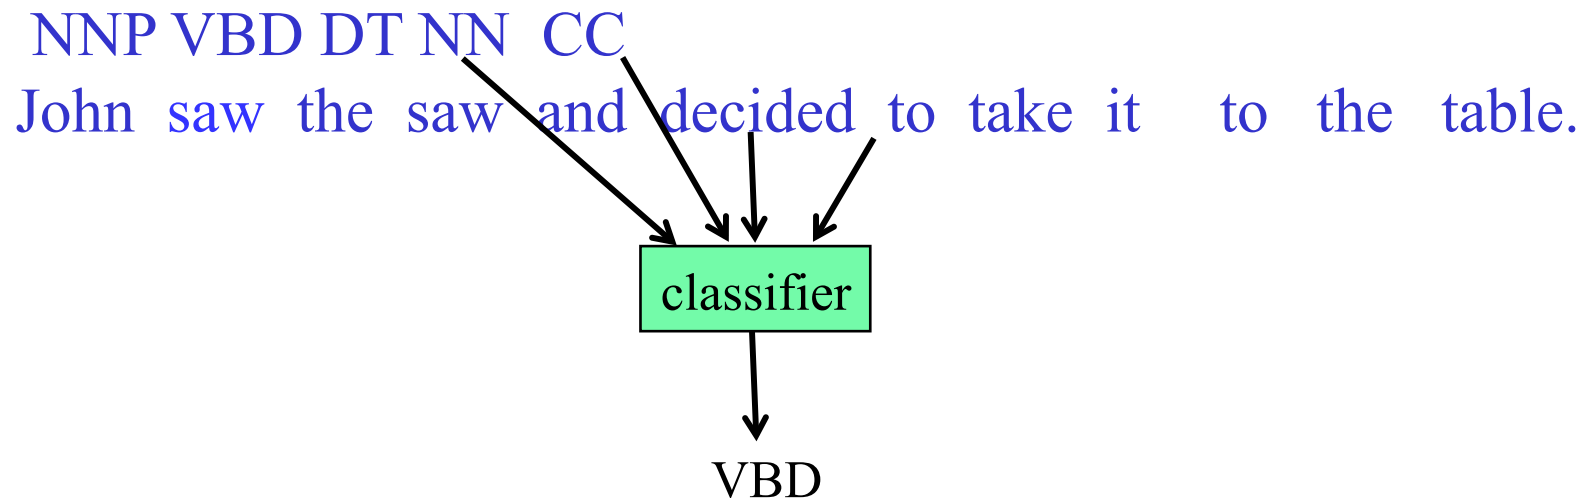 NNP VBD DT NN CC
John saw the saw and decided to take it to the table.
classifier
VBD